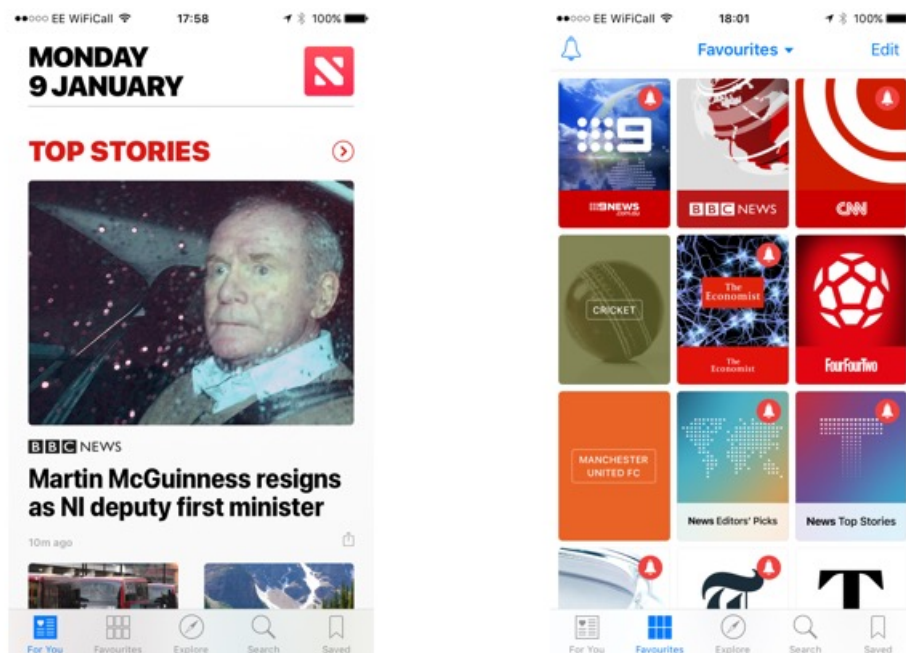 EE WiFiCall 17:58 100%
MONDAY
9 JANUARY
TOP STORIES
BBC NEWS
Martin McGuinness resigns
as NI deputy first minister
10m ago
For You Favourites Explore Search Saved
EE WiFiCall 18:01 100%
Favourites Edit
9
9NEWS
.com.au
BBC NEWS
CNN
CRICKET
The
Economist
The
Economist
FourFourTwo
MANCHESTER
UNITED FC
News Editors' Picks
News Top Stories
T
T
For You Favourites Explore Search Saved